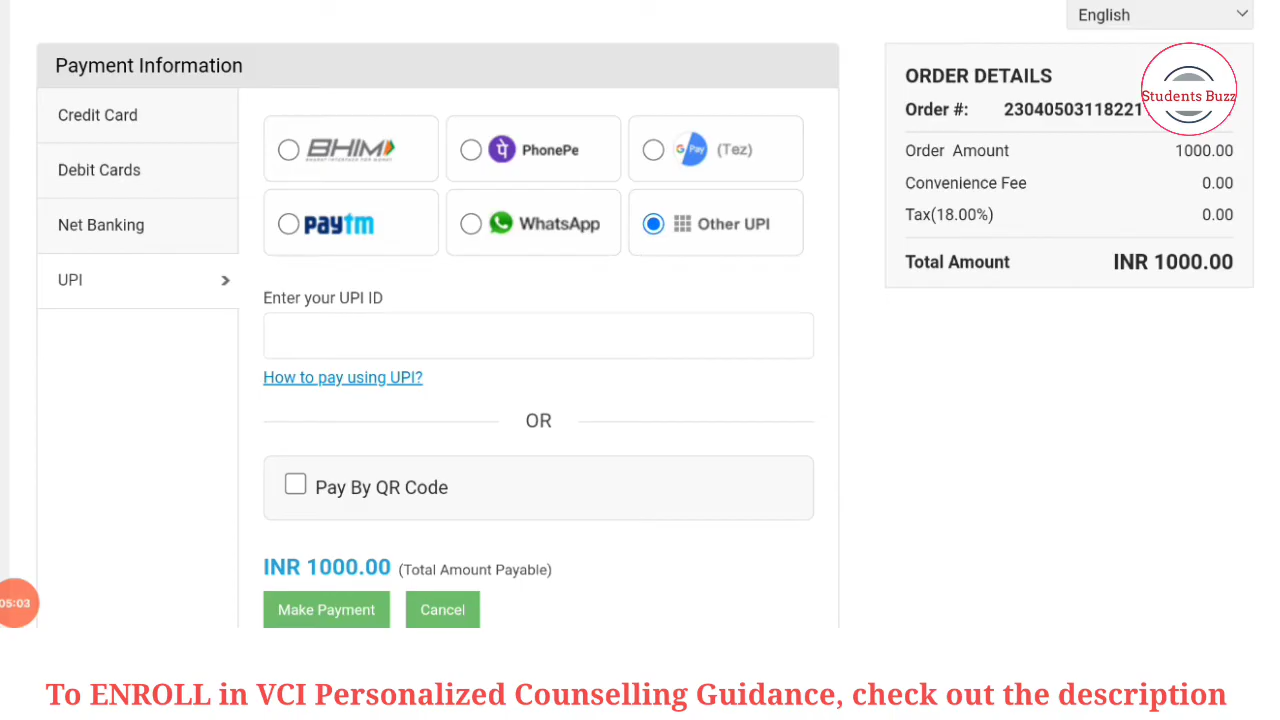 English
Payment Information
Credit Card
Debit Cards
Net Banking
UPI
BHIM
BHARAT INTERFACE FOR MONEY
PhonePe
G Pay (Tez)
paytm
WhatsApp
Other UPI
Enter your UPI ID
How to pay using UPI?
OR
Pay By QR Code
INR 1000.00 (Total Amount Payable)
Make Payment Cancel
ORDER DETAILS
Order #: 23040503118221
Students Buzz
Order Amount 1000.00
Convenience Fee 0.00
Tax(18.00%) 0.00
Total Amount INR 1000.00
05:03
To ENROLL in VCI Personalized Counselling Guidance, check out the description